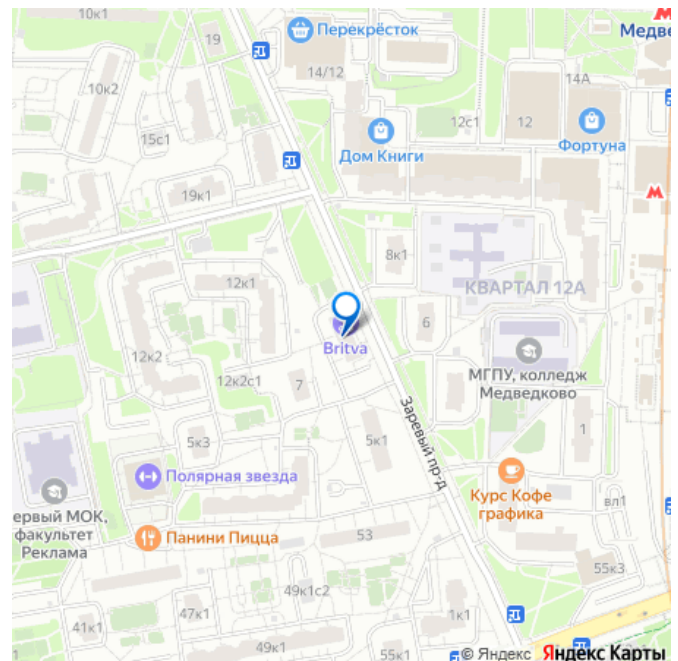 10к1
19
Перекрёсток
М
Медве
14/12
14А
10к2
12с1
12
15с1
Дом Книги
Фортуна
19к1
М
8к1
12к1
КВАРТАЛ 12А
6
Britva
12к2
МГПУ, колледж
Медведково
12к2с1
7
Заревый пр-д
1
5к3
5к1
Полярная звезда
Курс Кофе
графика
вл1
ервый МОК,
факультет
Реклама
Панини Пицца
53
55к3
49к1с2
47к1
1к1
41к1
49к1
55к1
© Яндекс Яндекс Карты